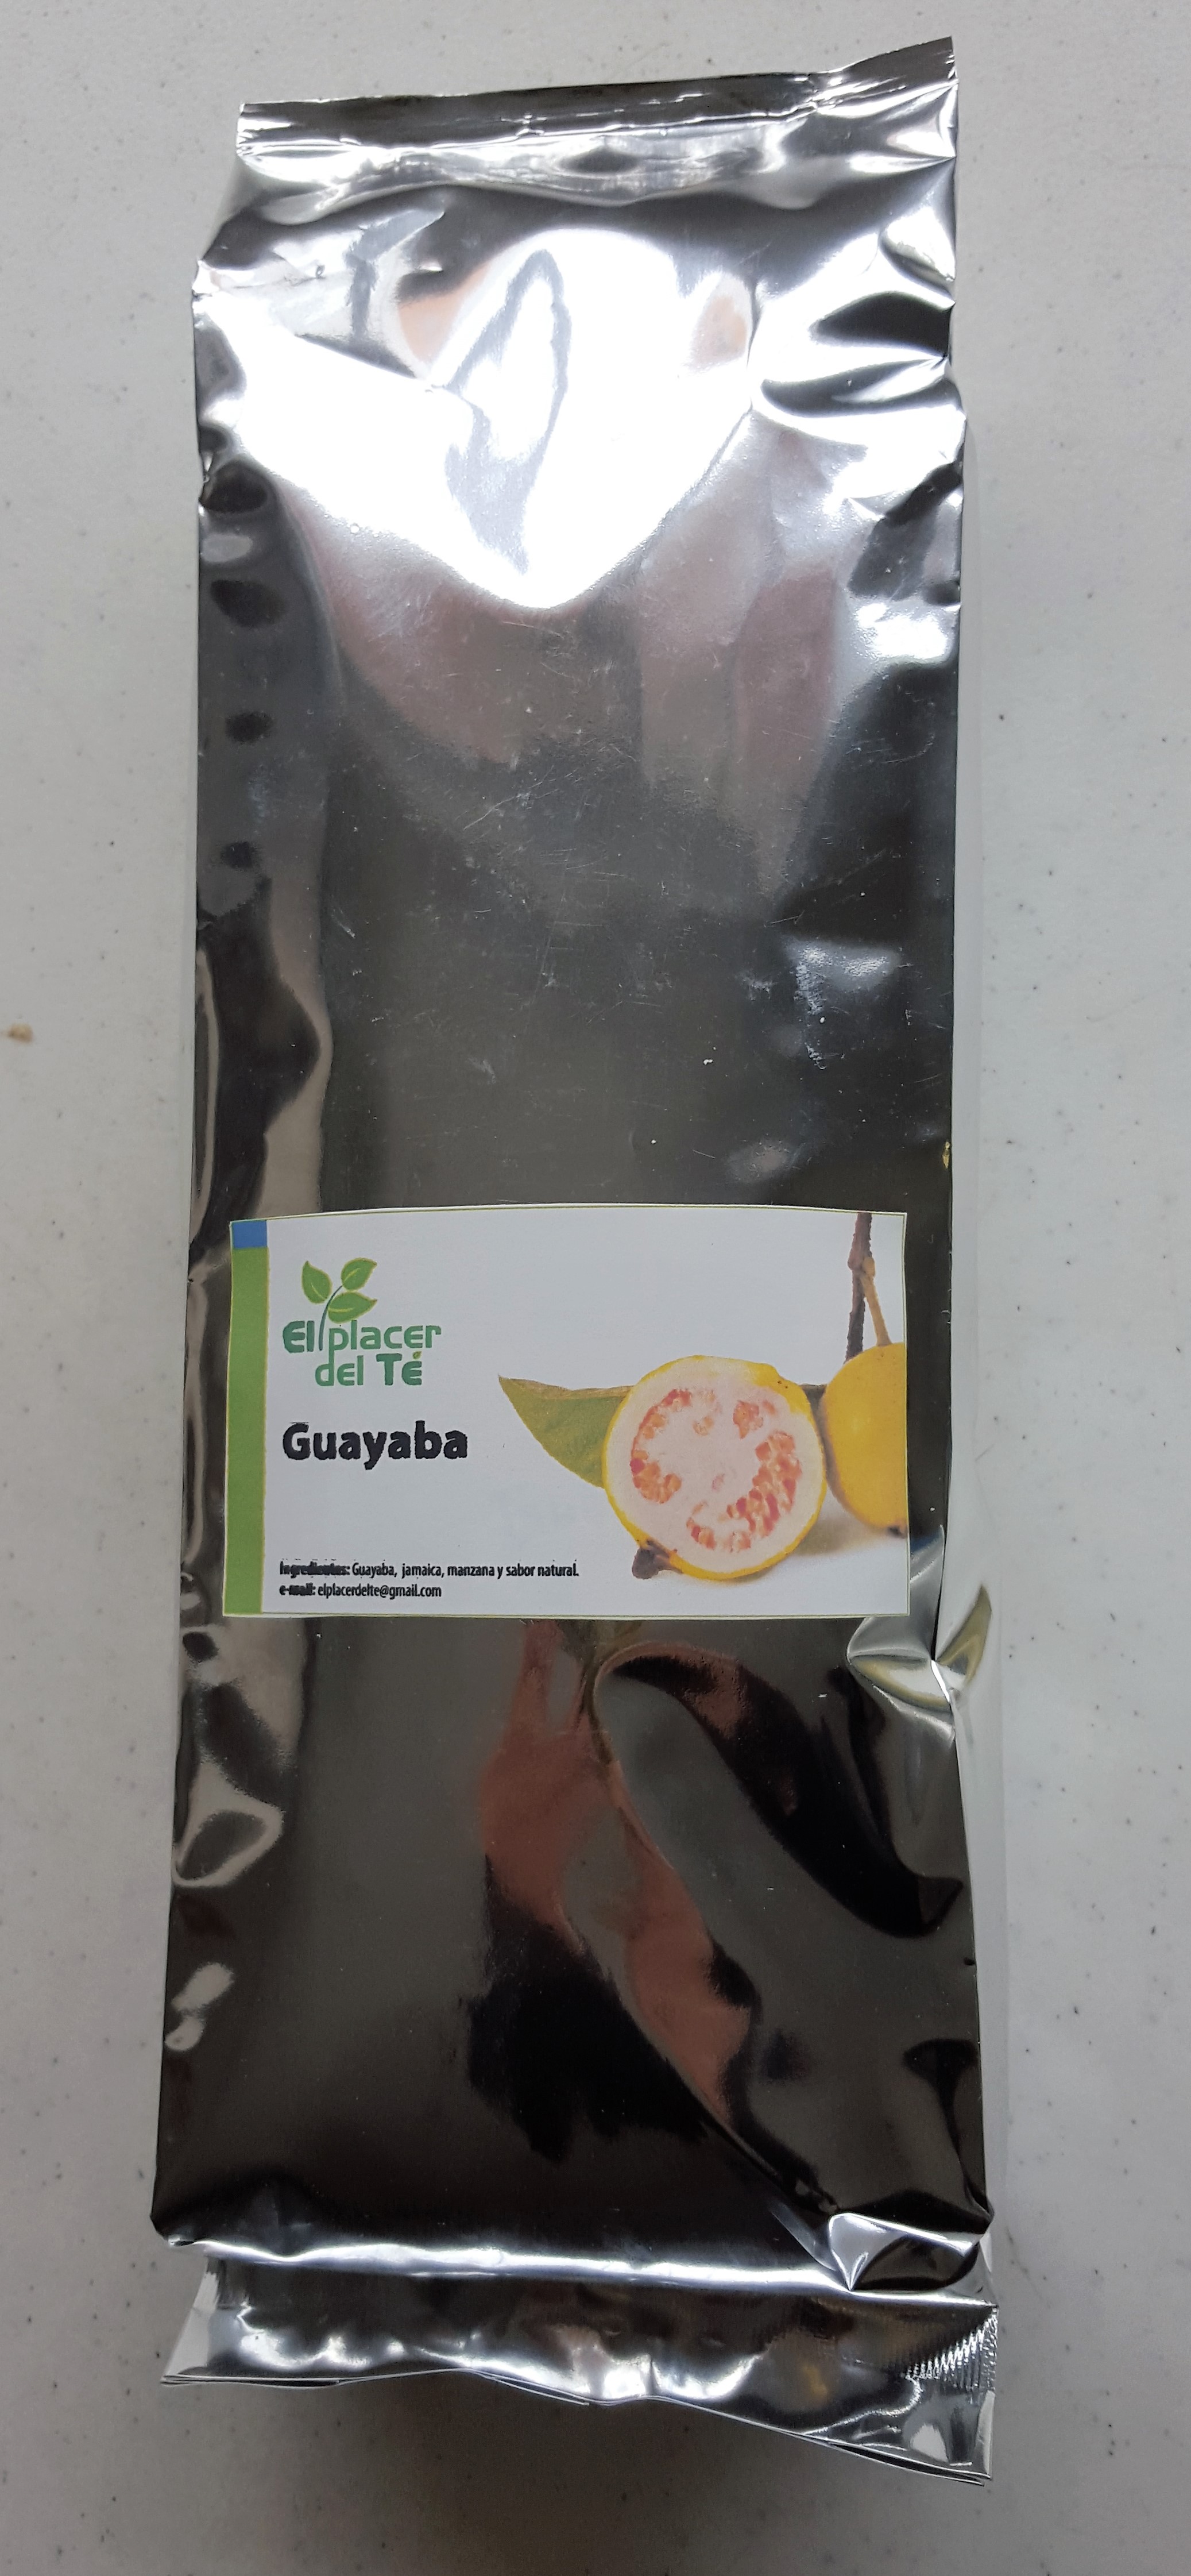 El placer
del Té
Guayaba
Ingredientes: Guayaba, jamaica, manzana y sabor natural.
e-mail: elplacerdelte@gmail.com